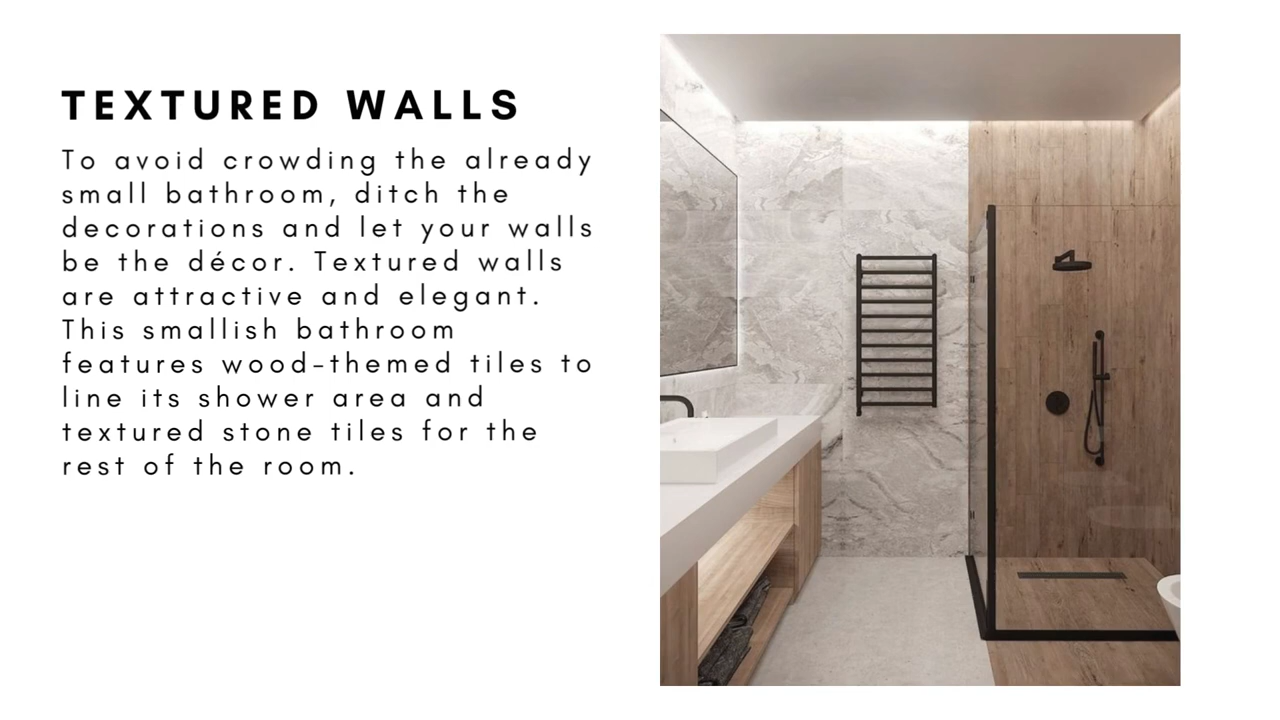 TEXTURED WALLS
To avoid crowding the already
small bathroom, ditch the
decorations and let your walls
be the décor. Textured walls
are attractive and elegant.
This smallish bathroom
features wood-themed tiles to
line its shower area and
textured stone tiles for the
rest of the room.